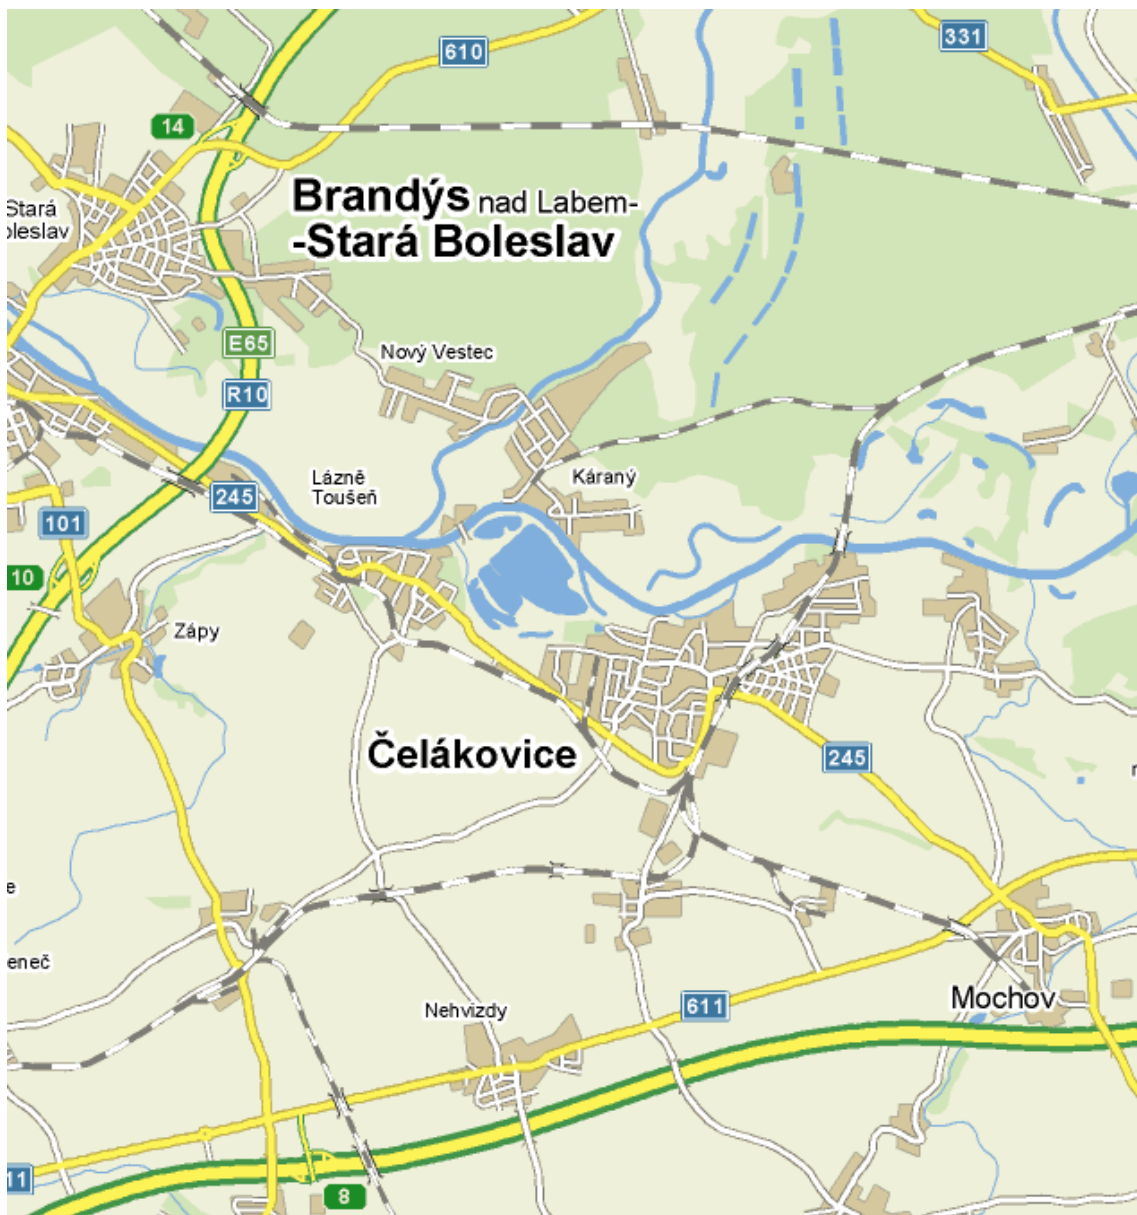 610
331
14
Brandýs nad Labem-
-Stará Boleslav
Stará
oleslav
E65
Nový Vestec
R10
Lázně
Toušeň
Káraný
245
101
10
Zápy
Čelákovice
245
e
eneč
Mochov
Nehvizdy
611
11
8